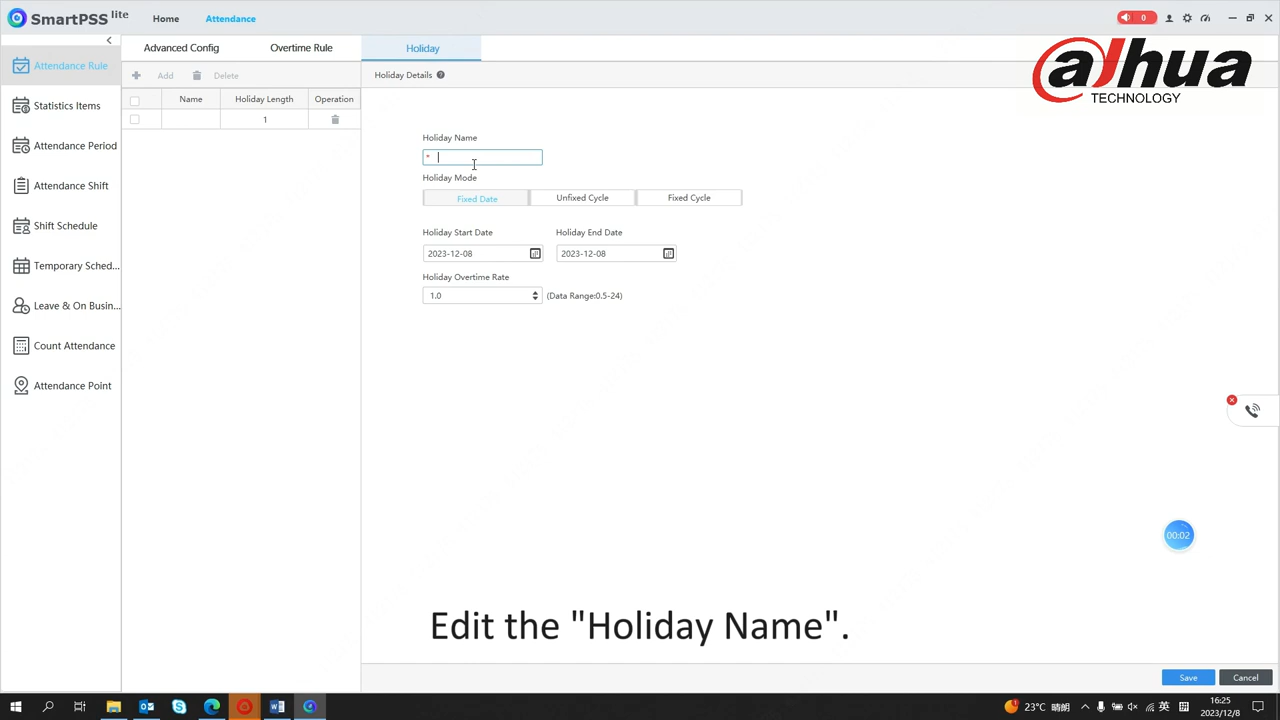 SmartPSS lite
Home
Attendance
0
Attendance Rule
Statistics Items
Attendance Period
Attendance Shift
Shift Schedule
Temporary Sched...
Leave & On Busin...
Count Attendance
Attendance Point
Advanced Config
Overtime Rule
Holiday
Add
Delete
Name
Holiday Length
Operation
1
Holiday Details
alhua
TECHNOLOGY
Holiday Name
*
Holiday Mode
Fixed Date
Unfixed Cycle
Fixed Cycle
Holiday Start Date
Holiday End Date
2023-12-08
2023-12-08
Holiday Overtime Rate
1.0
(Data Range:0.5-24)
00:02
Edit the "Holiday Name".
Save
Cancel
23°C 晴朗
英
拼
16:25
2023/12/8